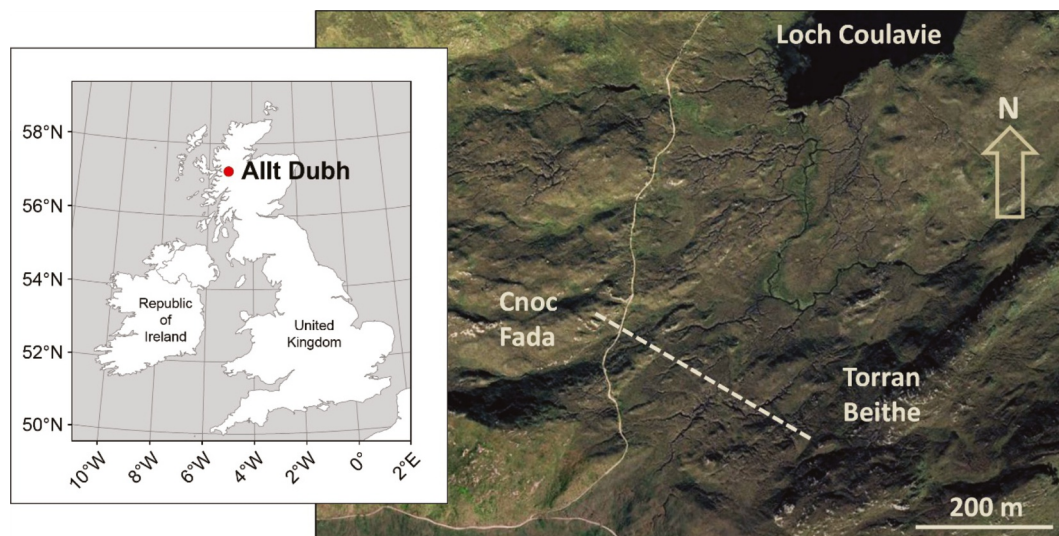 58°N
56°N
54°N
52°N
50°N
10°W
8°W
6°W
4°W
2°W
0°
2°E
Allt Dubh
Republic
of
Ireland
United
Kingdom
Loch Coulavie
N
Cnoc
Fada
Torran
Beithe
200 m